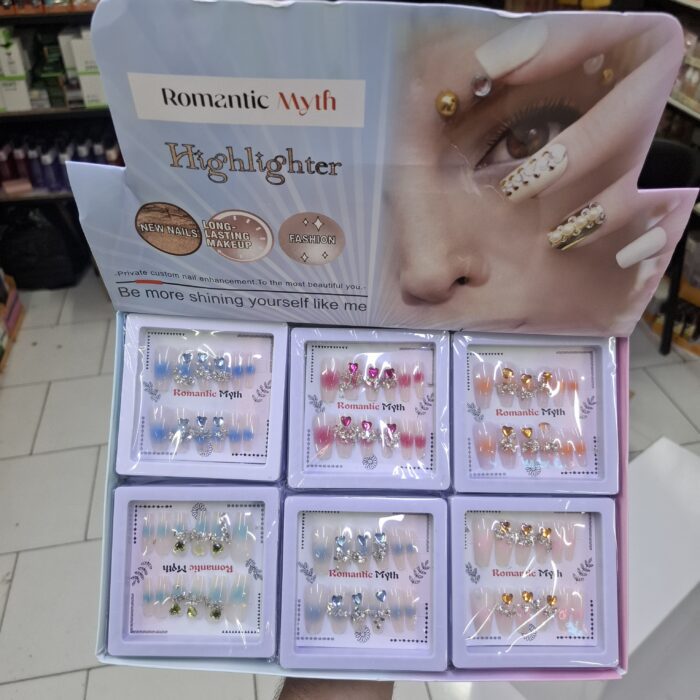 Romantic Myth
Highlighter
NEW NAILS
LONG-
LASTING
MAKEUP
FASHION
-Private custom nail enhancement.To the most beautiful you.-
Be more shining yourself like me
Romantic Myth
Romantic Myth
Romantic Myth
Romantic Myth
Romantic Myth
Romantic Myth